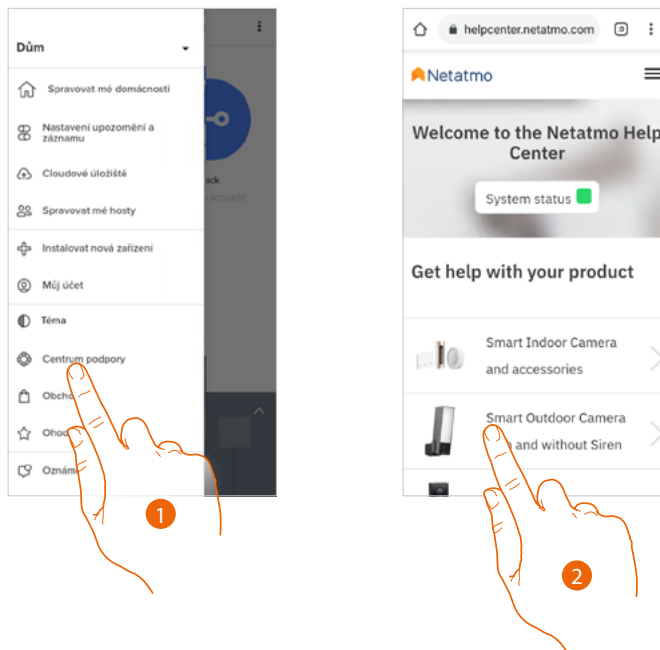 Dům
Spravovat mé domácnosti
Nastavení upozornění a
záznamu
Cloudové úložiště
Spravovat mé hosty
Instalovat nová zařízení
Můj účet
Téma
Centrum podpory
1
helpcenter.netatmo.com
Netatmo
Welcome to the Netatmo Help
Center
System status
Get help with your product
Smart Indoor Camera
and accessories
Smart Outdoor Camera
and without Siren
2